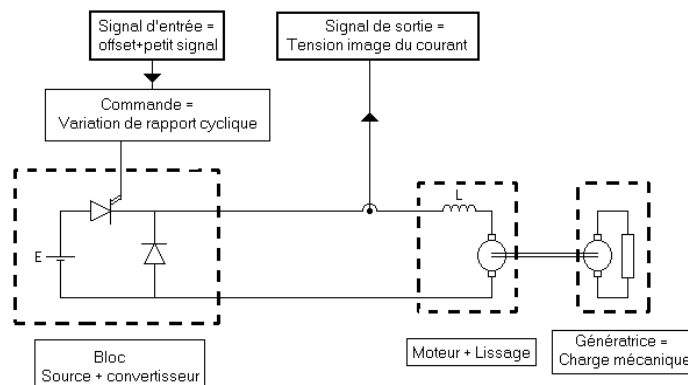 Signal d'entrée =
offset+petit signal
Signal de sortie =
Tension image du courant
Commande =
Variation de rapport cyclique
L
E
Bloc
Source + convertisseur
Moteur + Lissage
Génératrice =
Charge mécanique